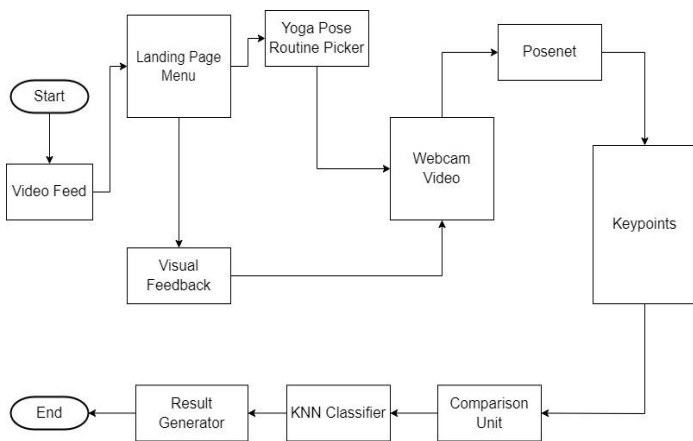 Start
Video Feed
Landing Page
Menu
Yoga Pose
Routine Picker
Visual
Feedback
Webcam
Video
Posenet
Keypoints
Comparison
Unit
KNN Classifier
Result
Generator
End